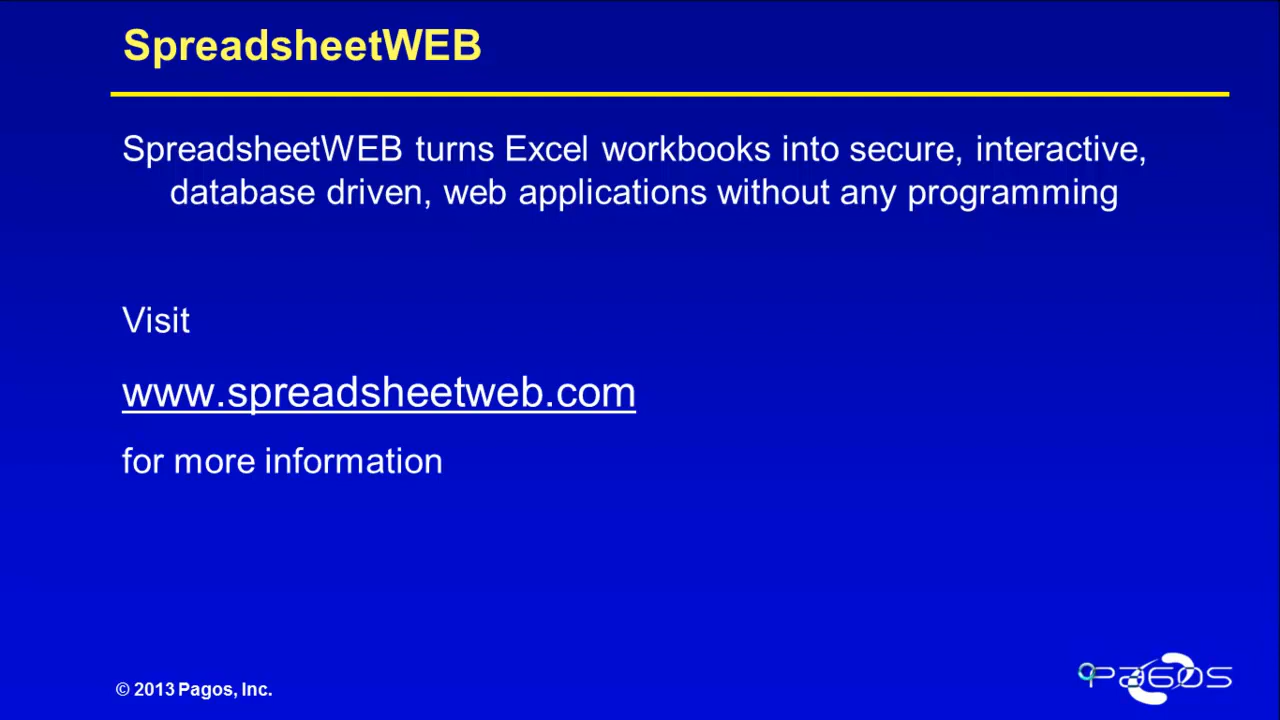 SpreadsheetWEB
SpreadsheetWEB turns Excel workbooks into secure, interactive,
database driven, web applications without any programming
Visit
www.spreadsheetweb.com
for more information
© 2013 Pagos, Inc.
PAGOS